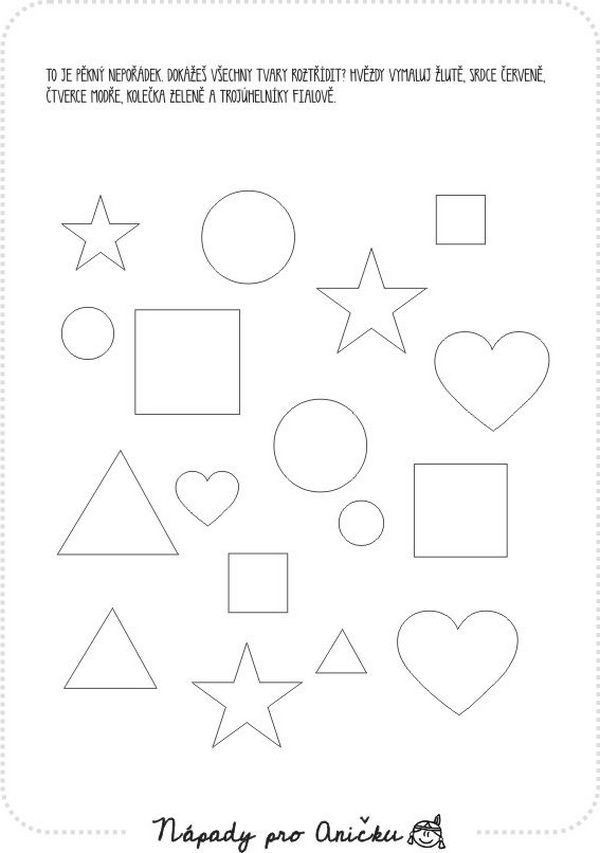 TO JE PĚKNÝ NEPOŘÁDEK. DOKÁŽEŠ VŠECHNY TVARY ROZTŘÍDIT? HVĚZDY VYMALUJ ŽLUTĚ, SRDCE ČERVENĚ,
ČTVERCE MODŘE, KOLEČKA ZELENĚ A TROJÚHELNÍKY FIALOVĚ.
Nápady pro Aničku